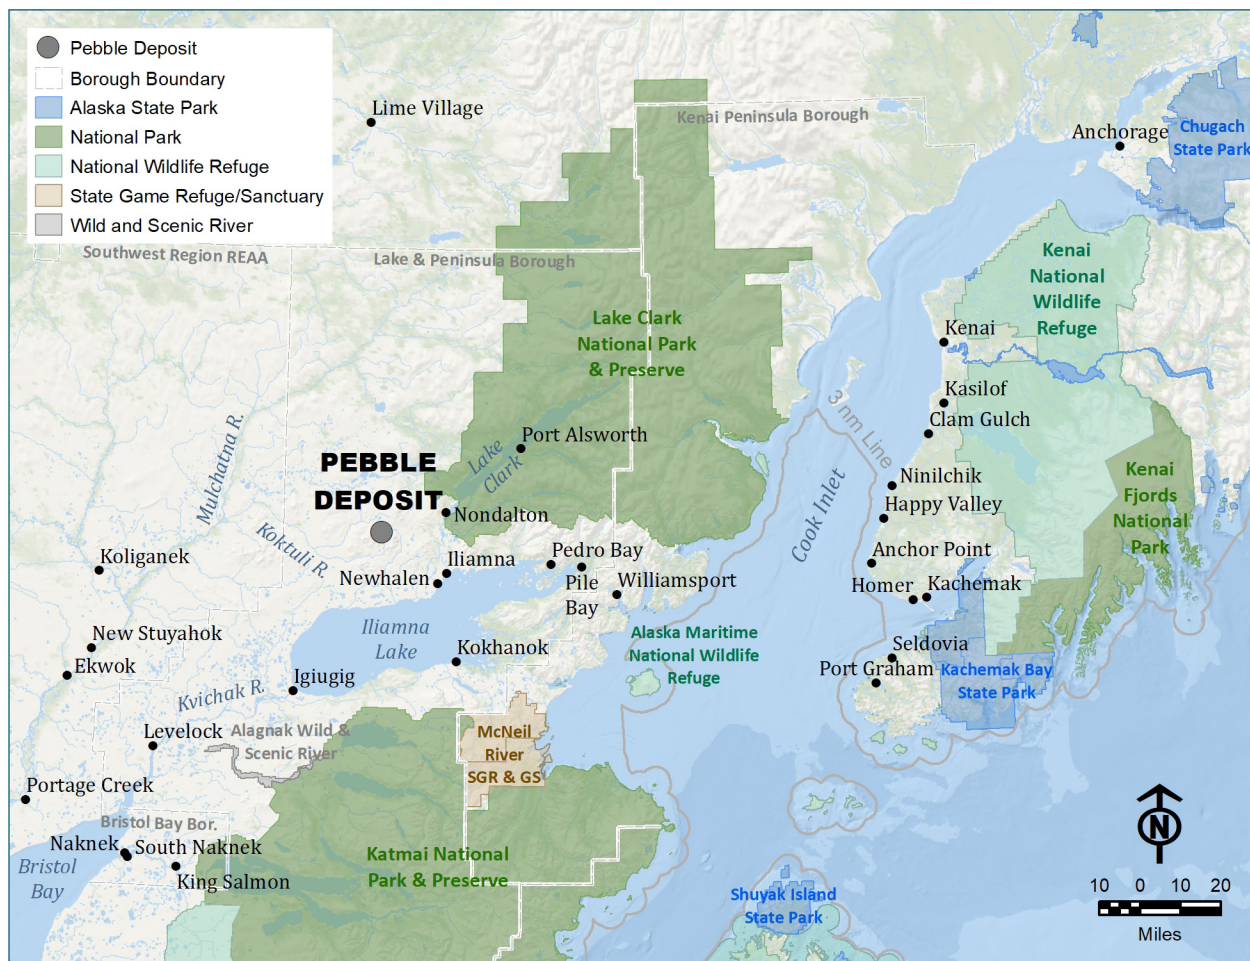 Pebble Deposit
Borough Boundary
Alaska State Park
National Park
National Wildlife Refuge
State Game Refuge/Sanctuary
Wild and Scenic River
Lime Village
Kenai Peninsula Borough
Anchorage
Chugach
State Park
Southwest Region REAA
Lake & Peninsula Borough
Kenai
National
Wildlife
Refuge
Lake Clark
National Park
& Preserve
Kenai
Kasilof
Clam Gulch
3 nm Line
Port Alsworth
Lake
Clark
Mulchatna R.
PEBBLE
DEPOSIT
Nondalton
Koktuli R.
Cook Inlet
Ninilchik
Happy Valley
Kenai
Fjords
National
Park
Koliganek
Iliamna
Newhalen
Pedro Bay
Pile
Bay
Williamsport
Anchor Point
Homer
Kachemak
Iliamna
Lake
New Stuyahok
Ekwok
Kokhanok
Alaska Maritime
National Wildlife
Refuge
Seldovia
Port Graham
Kachemak Bay
State Park
Kvichak R.
Igiugig
Levelock
Alagnak Wild &
Scenic River
McNeil
River
SGR & GS
Portage Creek
Bristol Bay Bor.
Naknek
South Naknek
King Salmon
Bristol
Bay
Katmai National
Park & Preserve
Shuyak Island
State Park
N
10 0 10 20
Miles